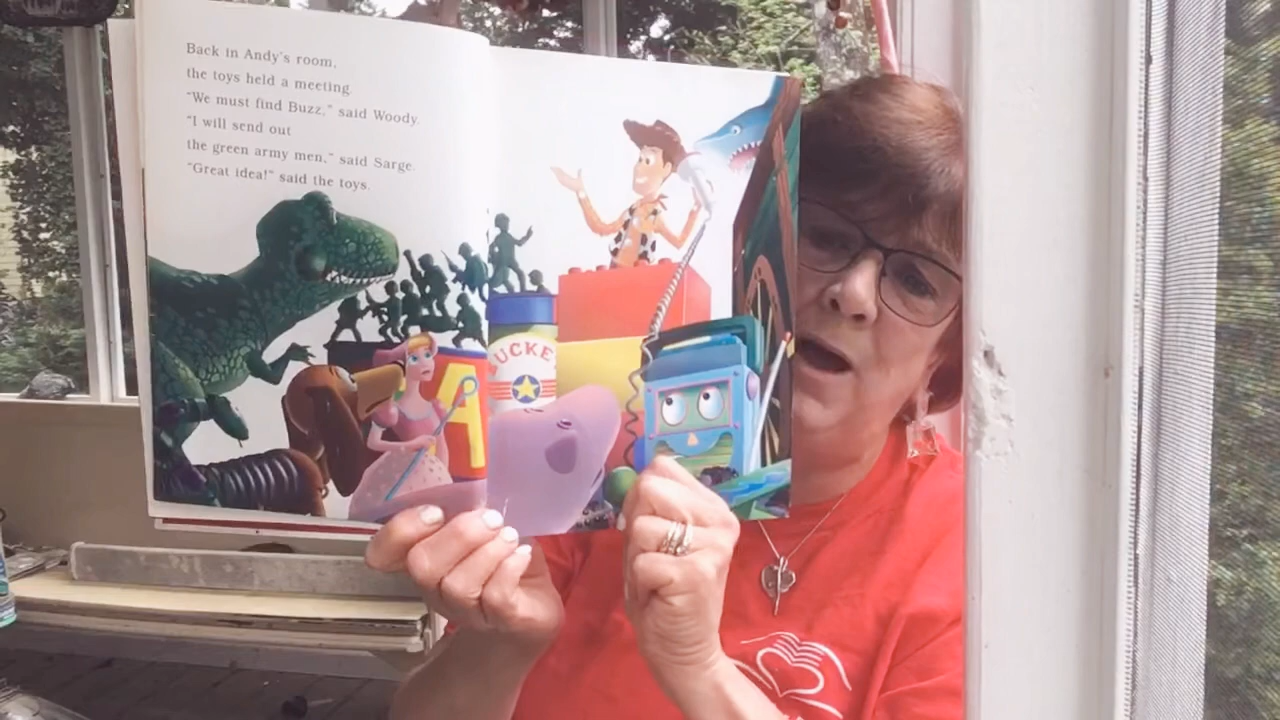 Back in Andy's room,
the toys held a meeting.
"We must find Buzz," said Woody.
"I will send out
the green army men," said Sarge.
"Great idea!" said the toys.
UCKE
A